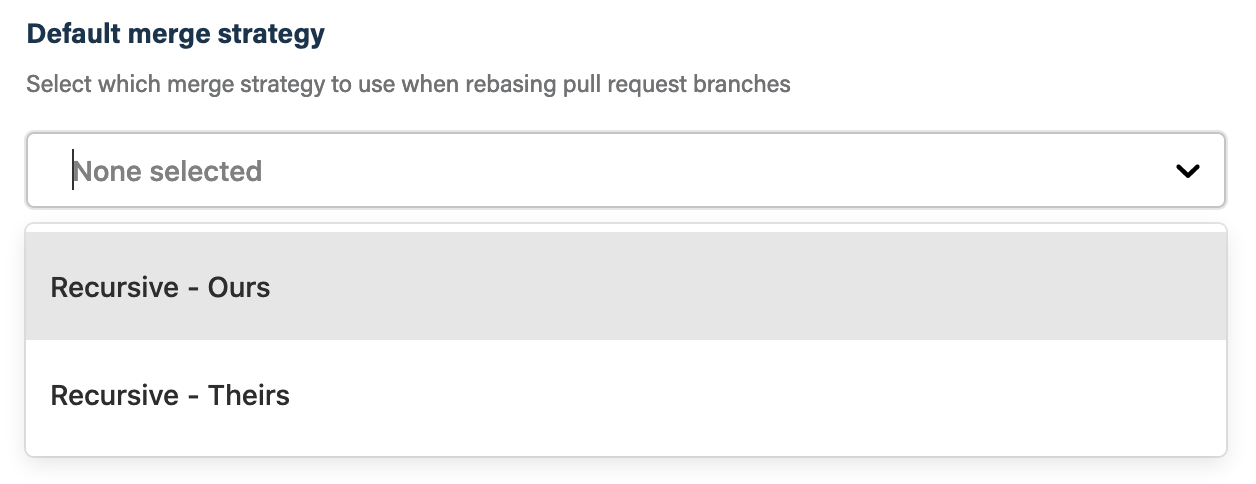 Default merge strategy
Select which merge strategy to use when rebasing pull request branches
None selected
Recursive - Ours
Recursive - Theirs